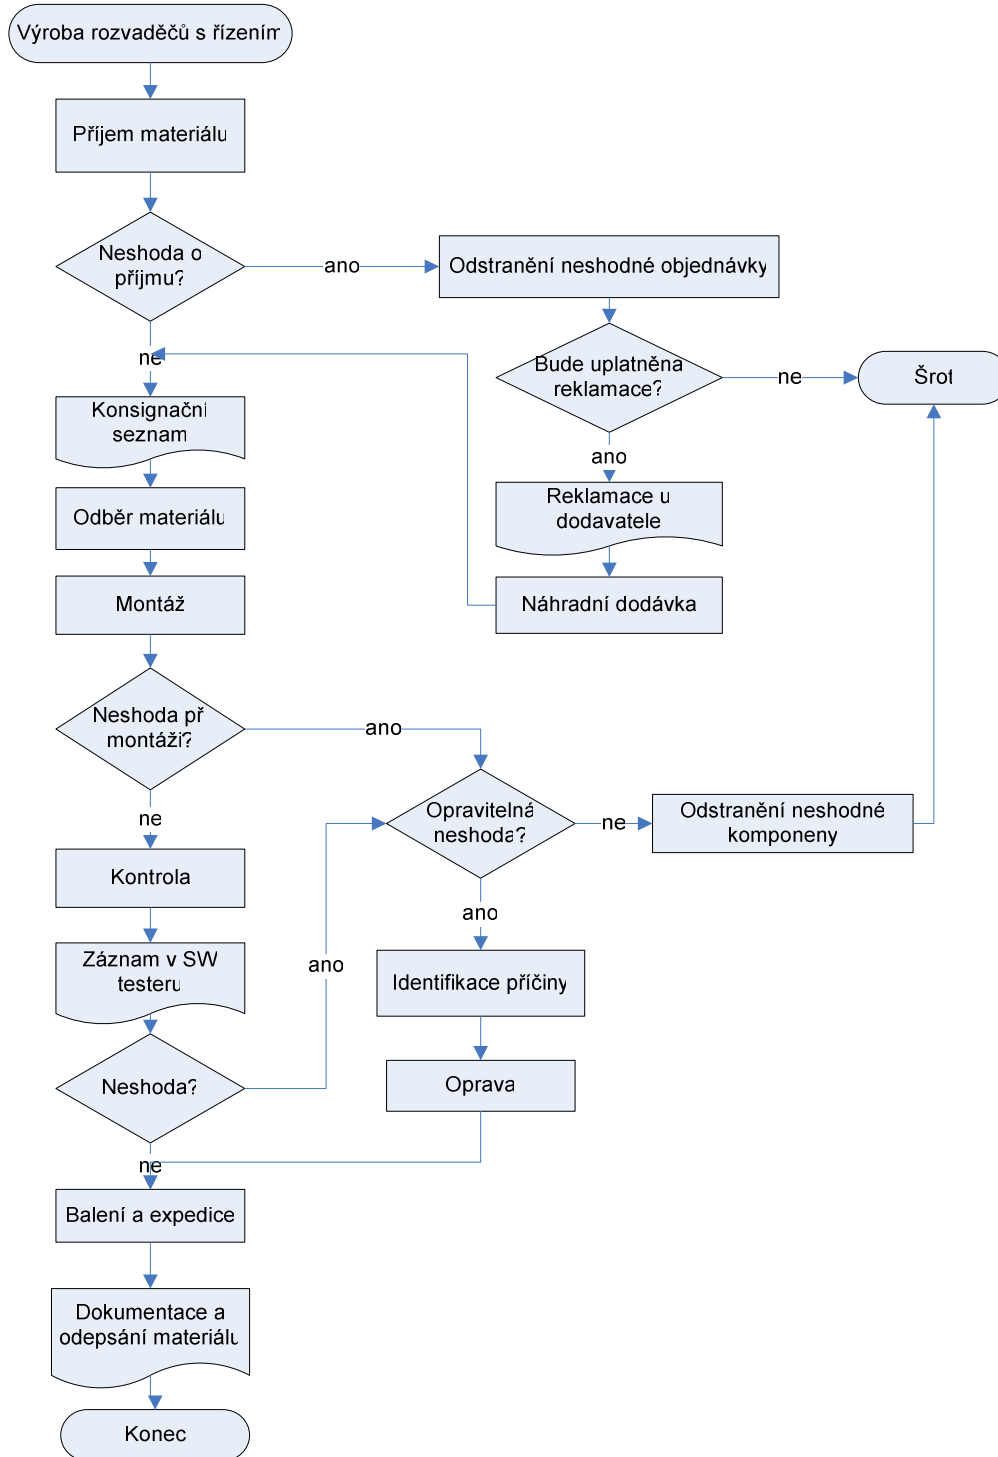 Výroba rozvaděčů s řízením
Příjem materiálu
Neshoda o
příjmu?
ano
Odstranění neshodné objednávky
ne
Bude uplatněna
reklamace?
ne
Šrot
Konsignační
seznam
ano
Odběr materiálu
Reklamace u
dodavatele
Montáž
Náhradní dodávka
Neshoda př
montáži?
ano
ne
Opravitelná
neshoda?
ne
Odstranění neshodné
komponeny
Kontrola
ano
Záznam v SW
testeru
ano
Identifikace příčiny
Neshoda?
Oprava
ne
Balení a expedice
Dokumentace a
odepsání materiálu
Konec